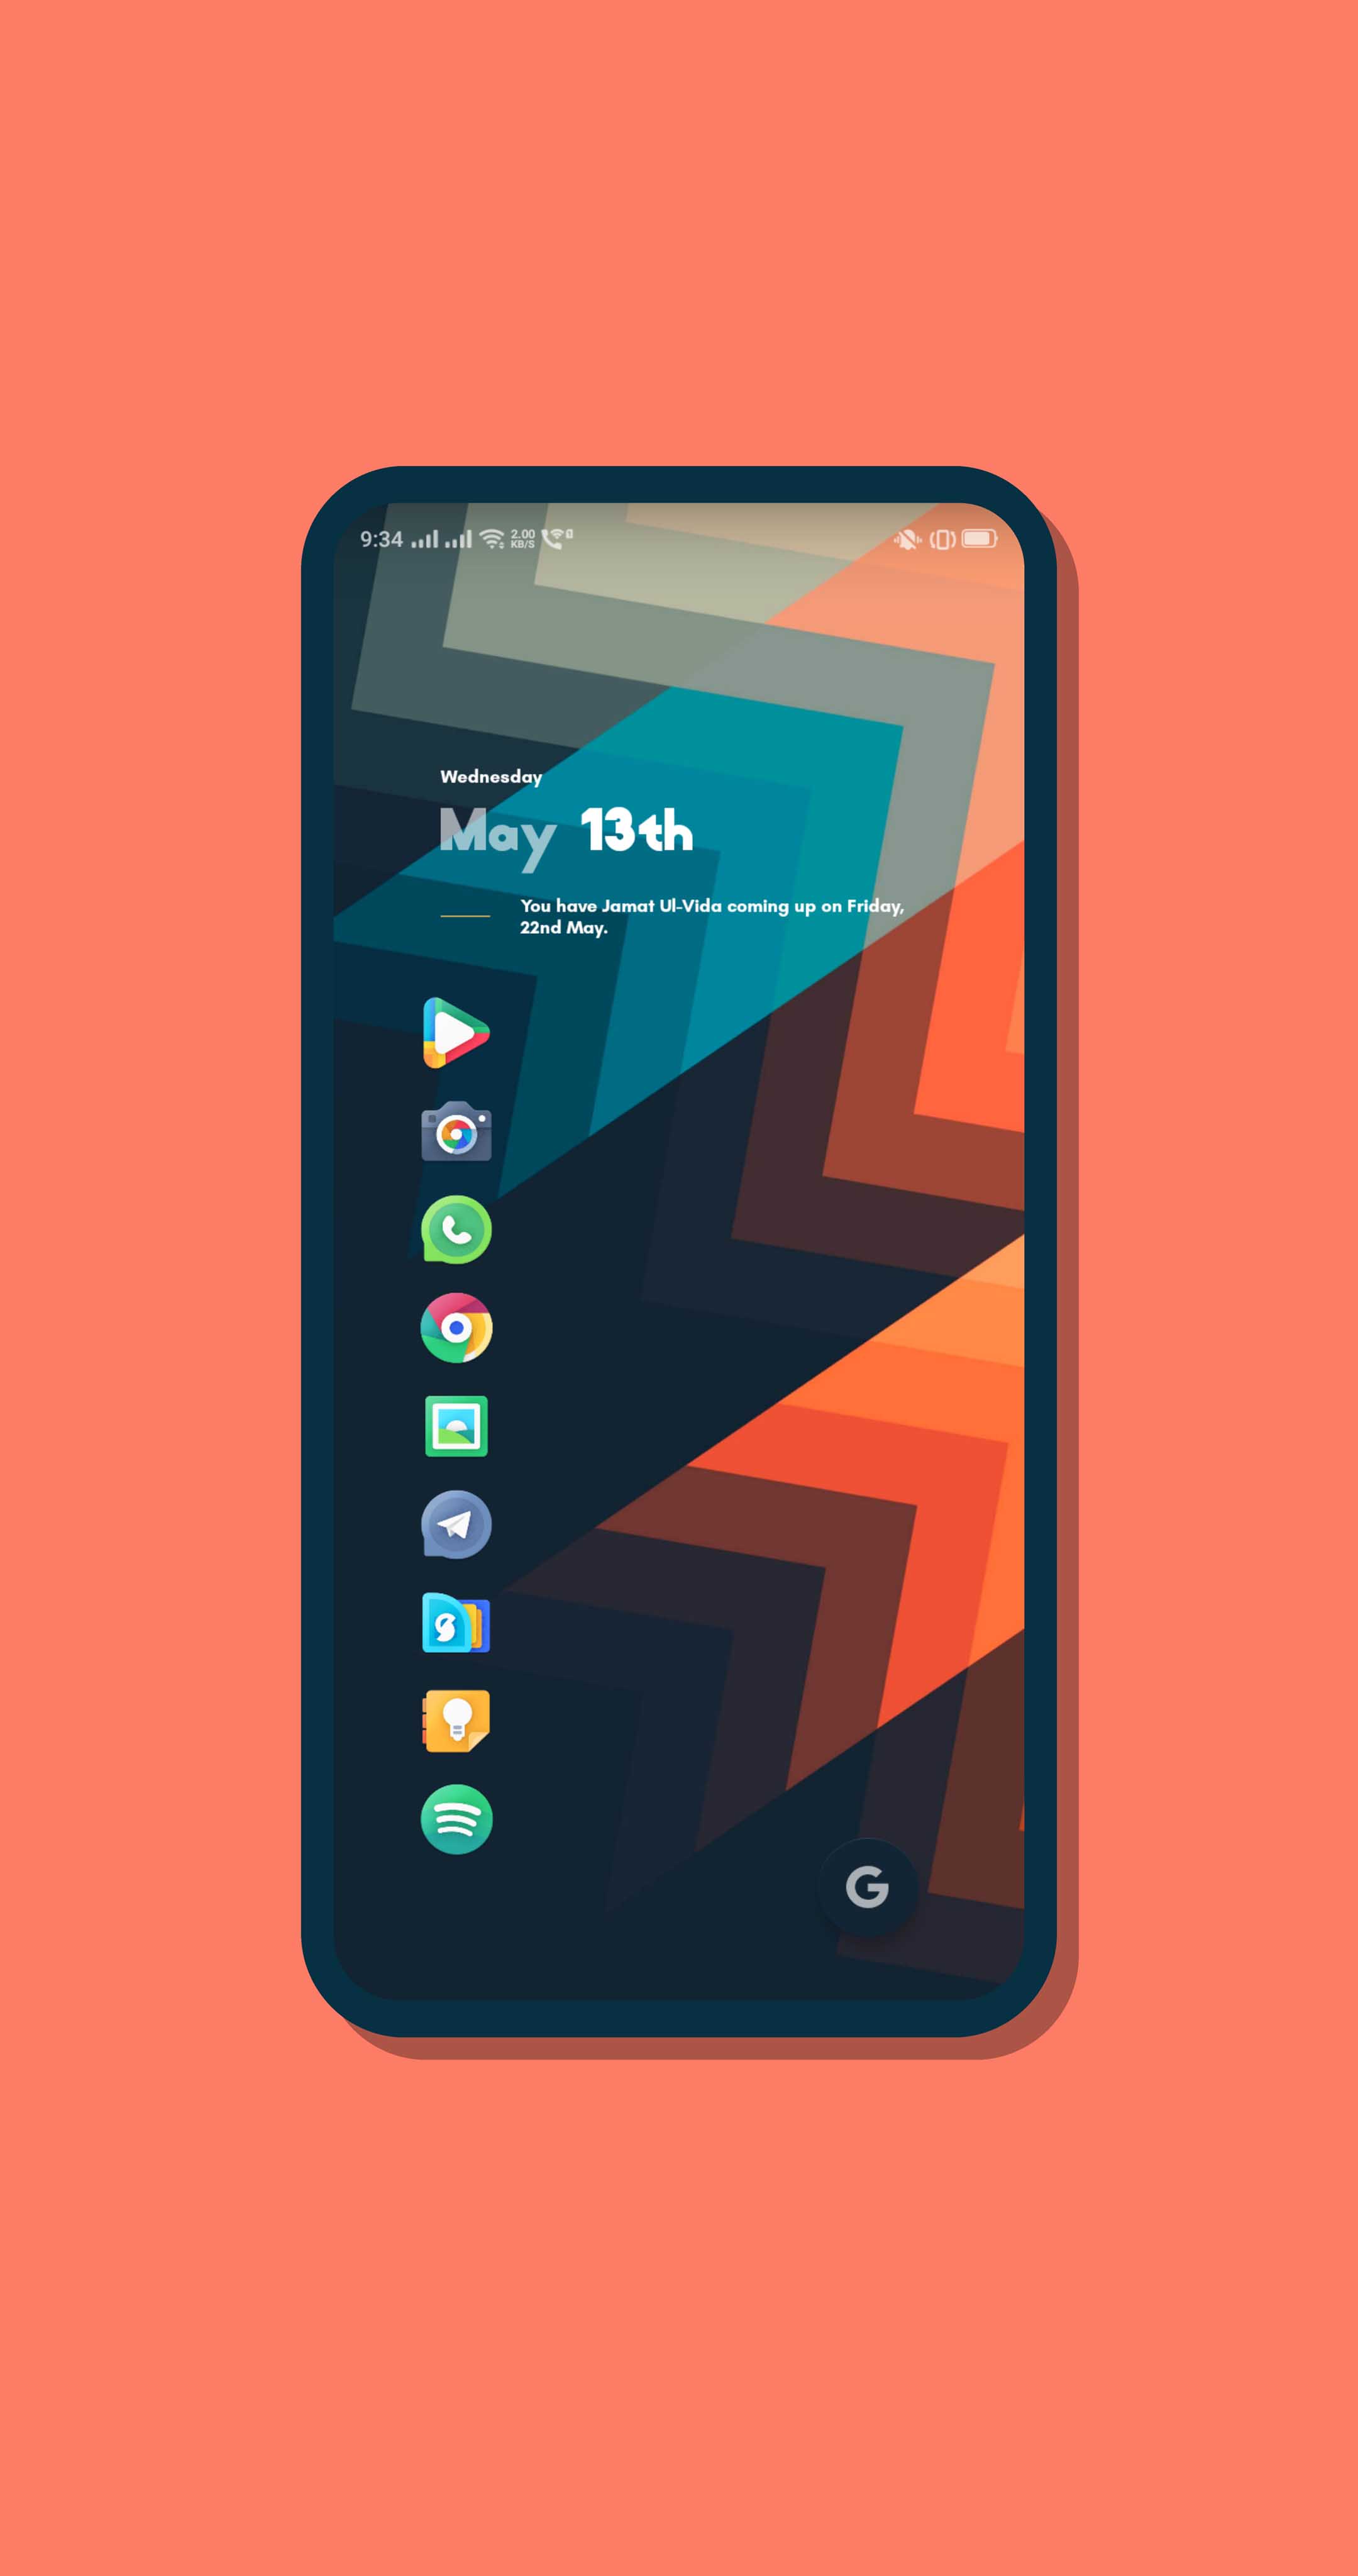 9:34 2.00 KB/S
Wednesday
May 13th
You have Jamat Ul-Vida coming up on Friday,
22nd May.
G